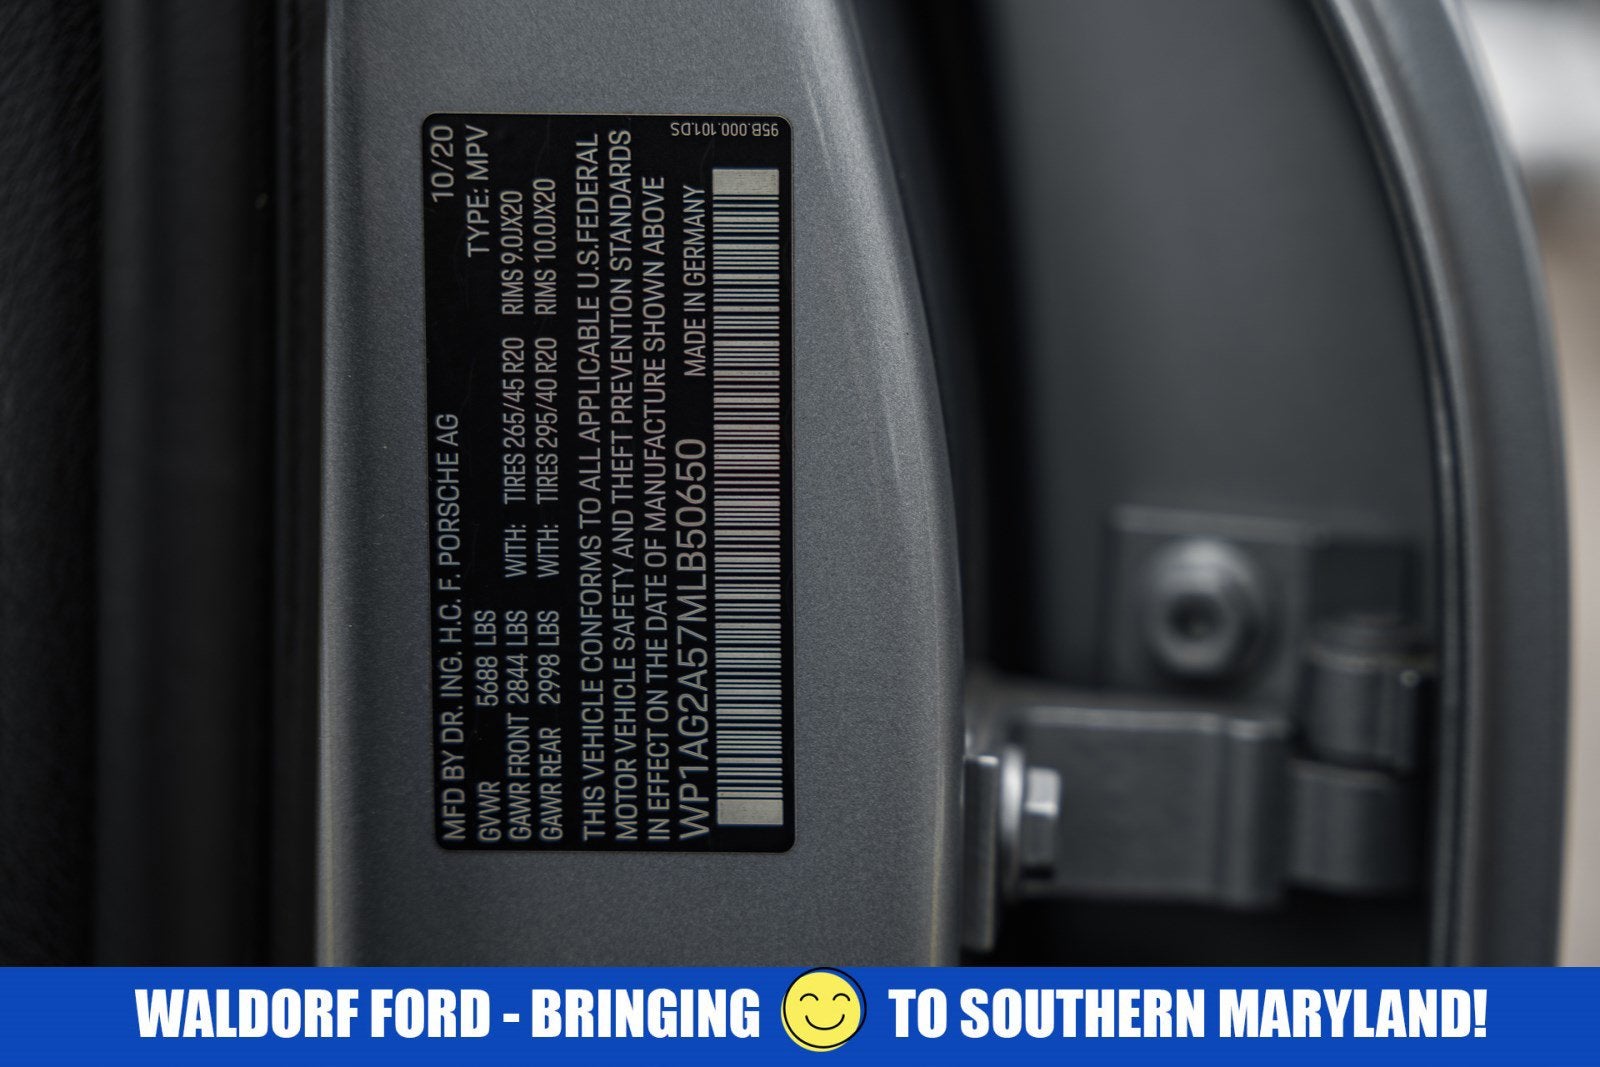 MFD BY DR. ING. H.C. F. PORSCHE AG 10/20
GVWR 5688 LBS TYPE: MPV
GAWR FRONT 2844 LBS WITH: TIRES 265/45 R20 RIMS 9.0JX20
GAWR REAR 2998 LBS WITH: TIRES 295/40 R20 RIMS 10.0JX20
THIS VEHICLE CONFORMS TO ALL APPLICABLE U.S.FEDERAL
MOTOR VEHICLE SAFETY AND THEFT PREVENTION STANDARDS
IN EFFECT ON THE DATE OF MANUFACTURE SHOWN ABOVE
WP1AG2A57MLB50650 MADE IN GERMANY
95B.000.101.DS
WALDORF FORD - BRINGING TO SOUTHERN MARYLAND!